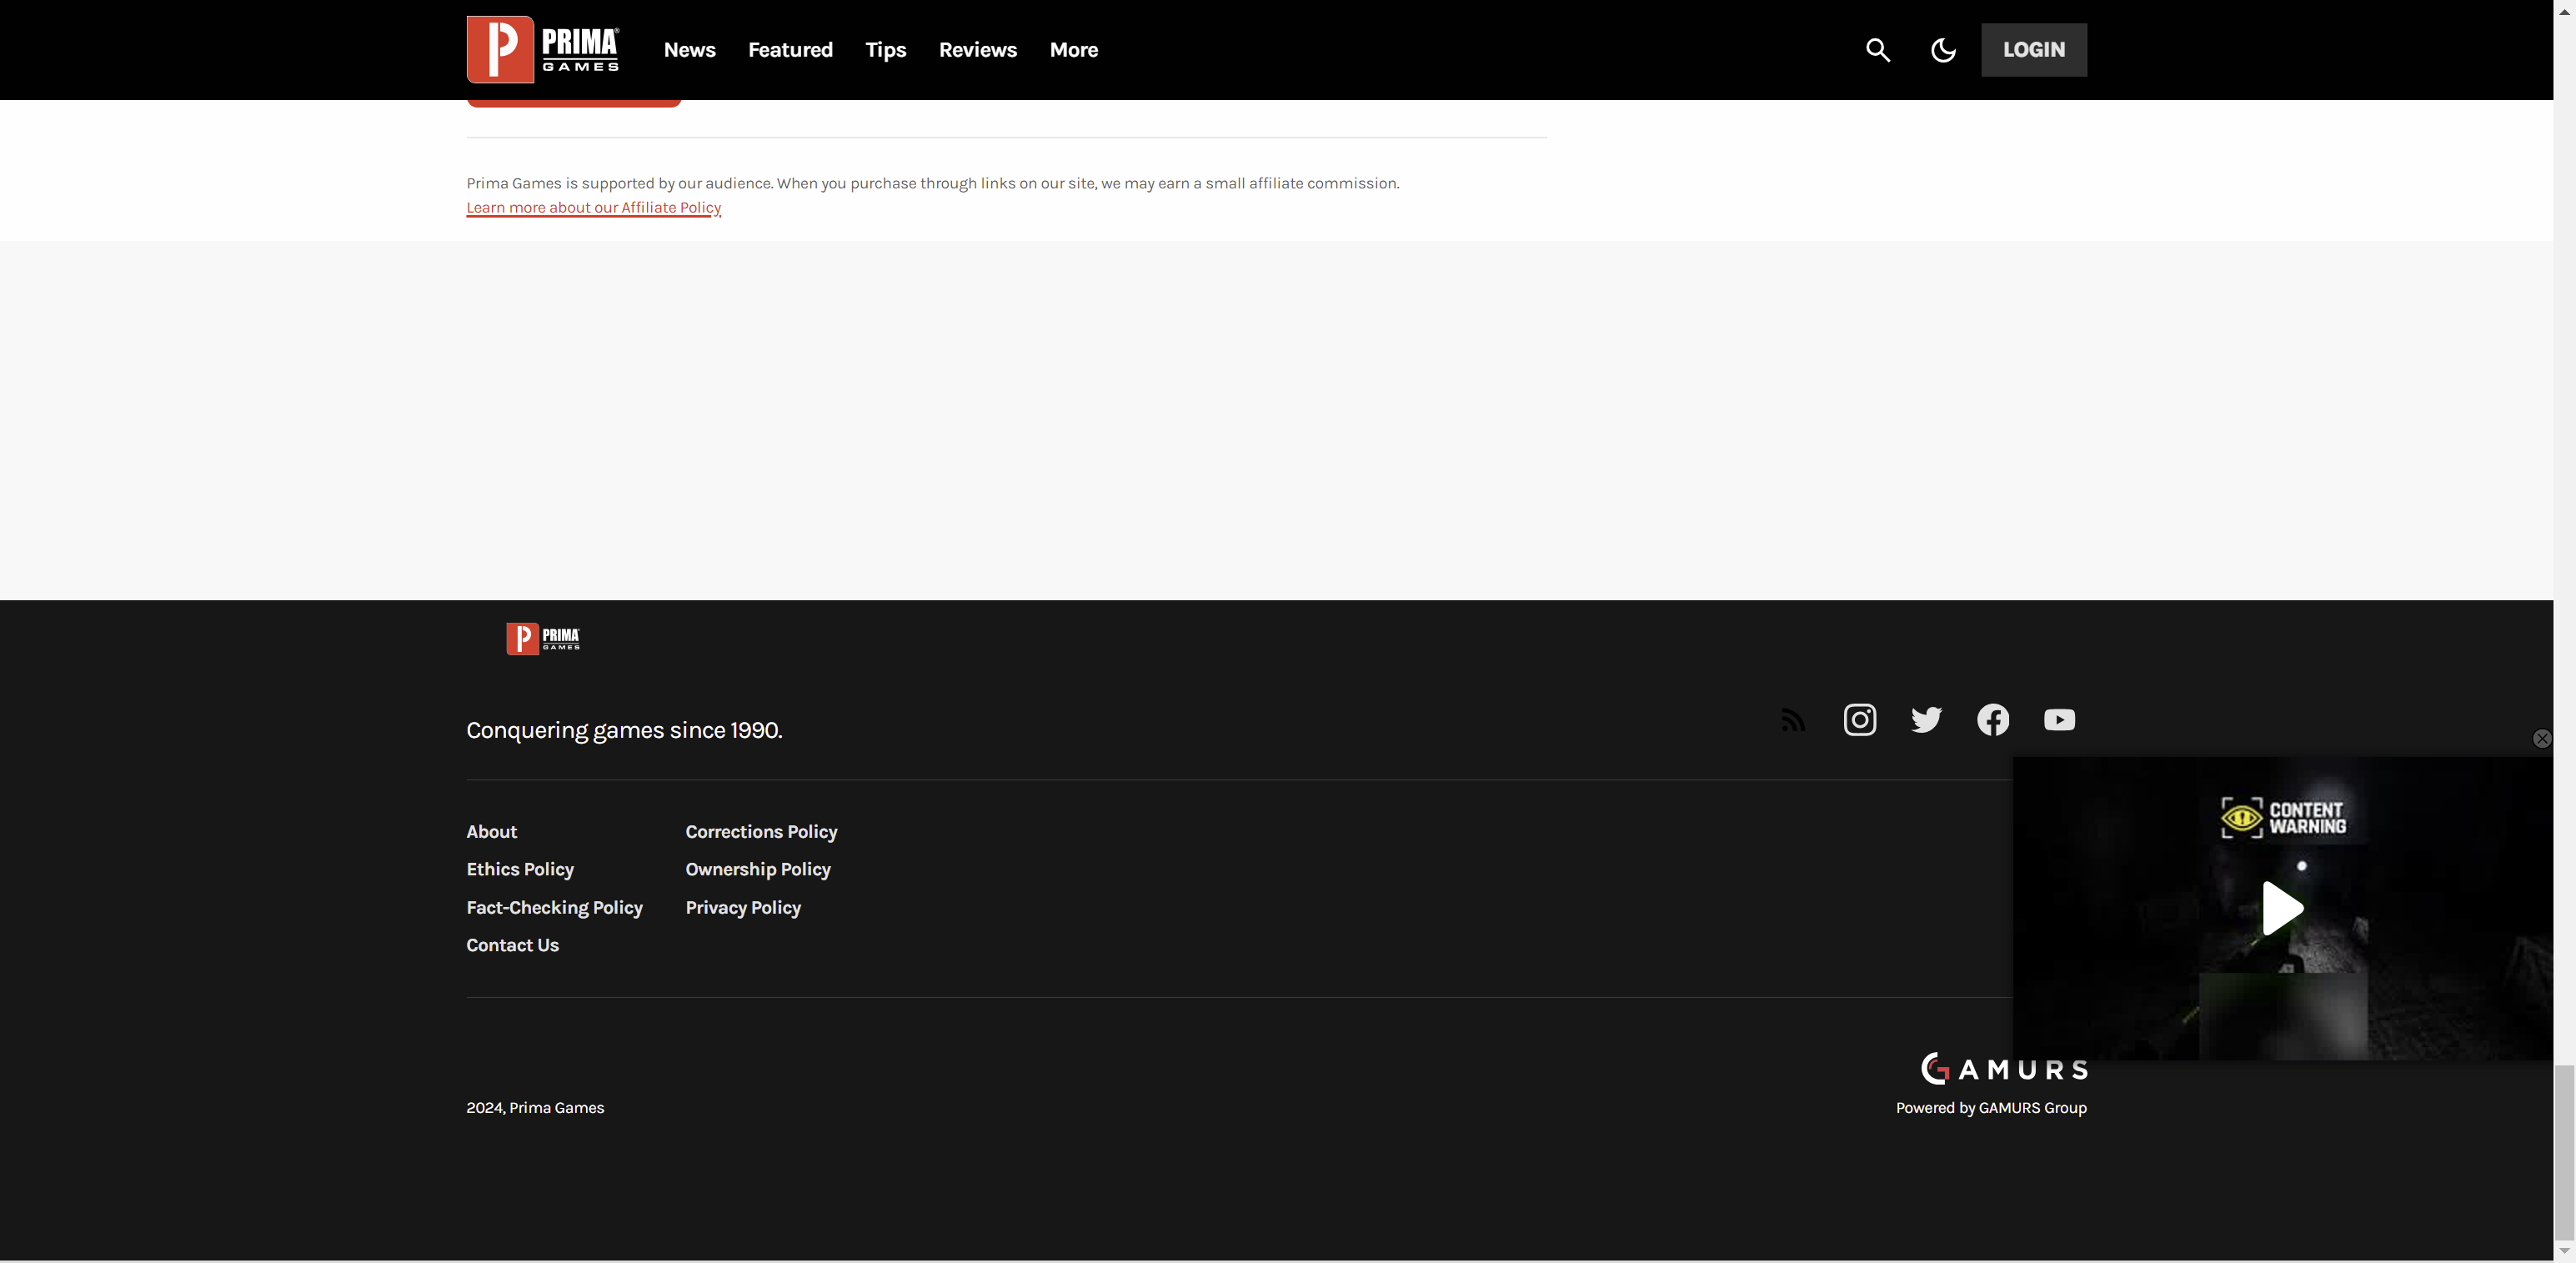 PRIMA GAMES
News Featured Tips Reviews More
LOGIN
Prima Games is supported by our audience. When you purchase through links on our site, we may earn a small affiliate commission.
Learn more about our Affiliate Policy
PRIMA GAMES
Conquering games since 1990.
CONTENT
WARNING
About
Ethics Policy
Fact-Checking Policy
Contact Us
Corrections Policy
Ownership Policy
Privacy Policy
GAMURS
2024, Prima Games
Powered by GAMURS Group